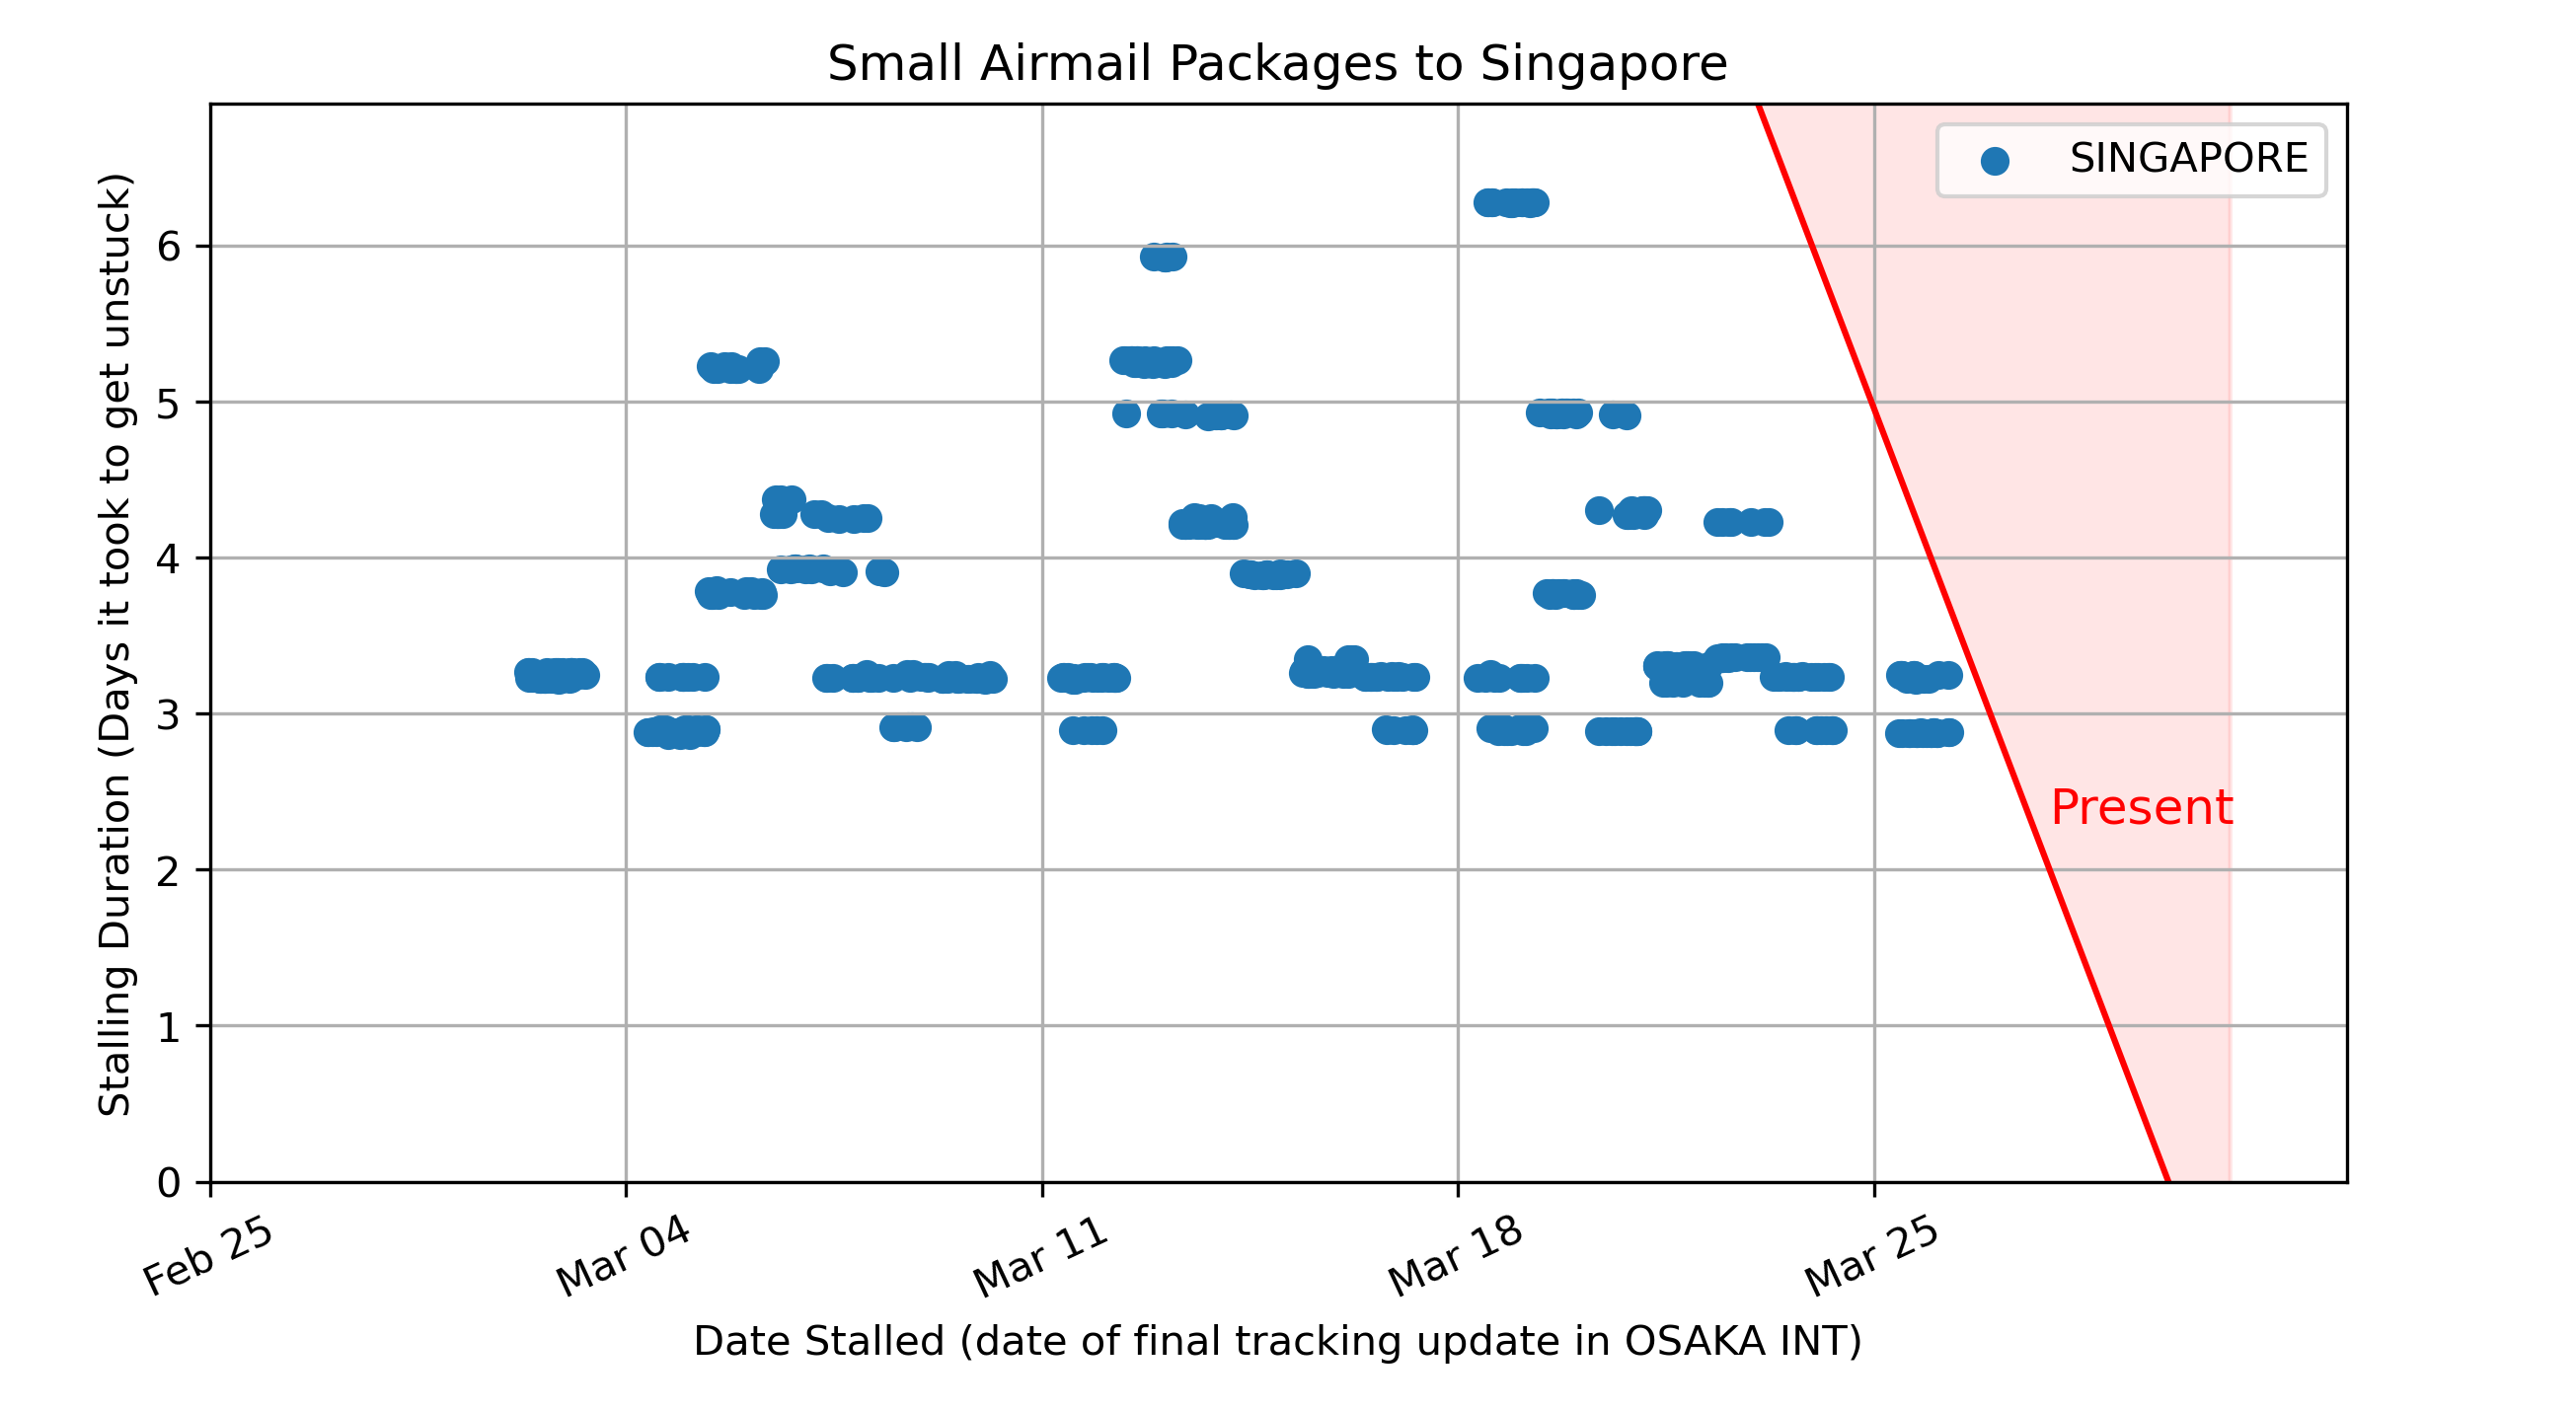 Small Airmail Packages to Singapore
SINGAPORE
Stalling Duration (Days it took to get unstuck)
6
5
4
3
2
1
0
Present
Feb 25
Mar 04
Mar 11
Mar 18
Mar 25
Date Stalled (date of final tracking update in OSAKA INT)